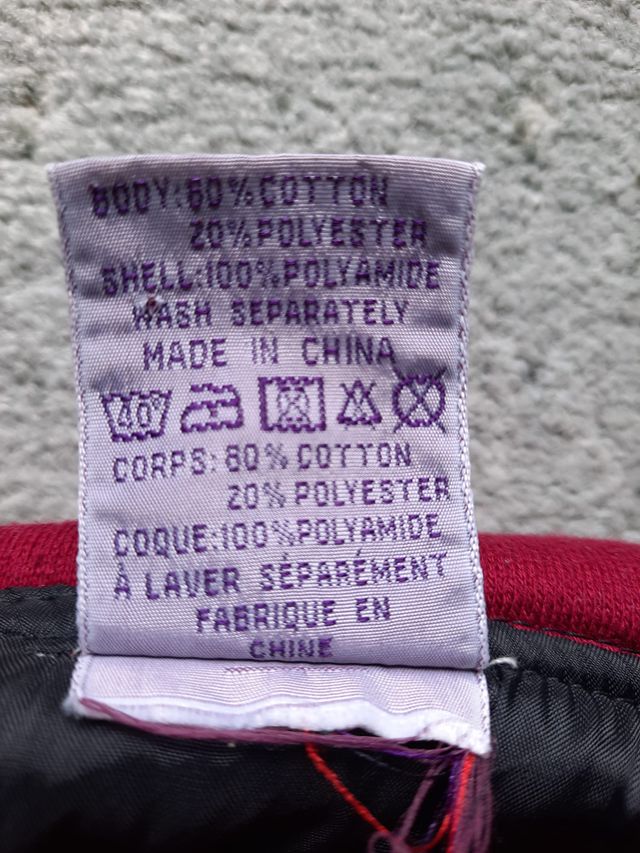 BODY:80%COTTON
20%POLYESTER
SHELL:100%POLYAMIDE
WASH SEPARATELY
MADE IN CHINA
40°
CORPS: 80%COTTON
20%POLYESTER
COQUE:100%POLYAMIDE
À LAVER SÉPARÉMENT
FABRIQUE EN
CHINE